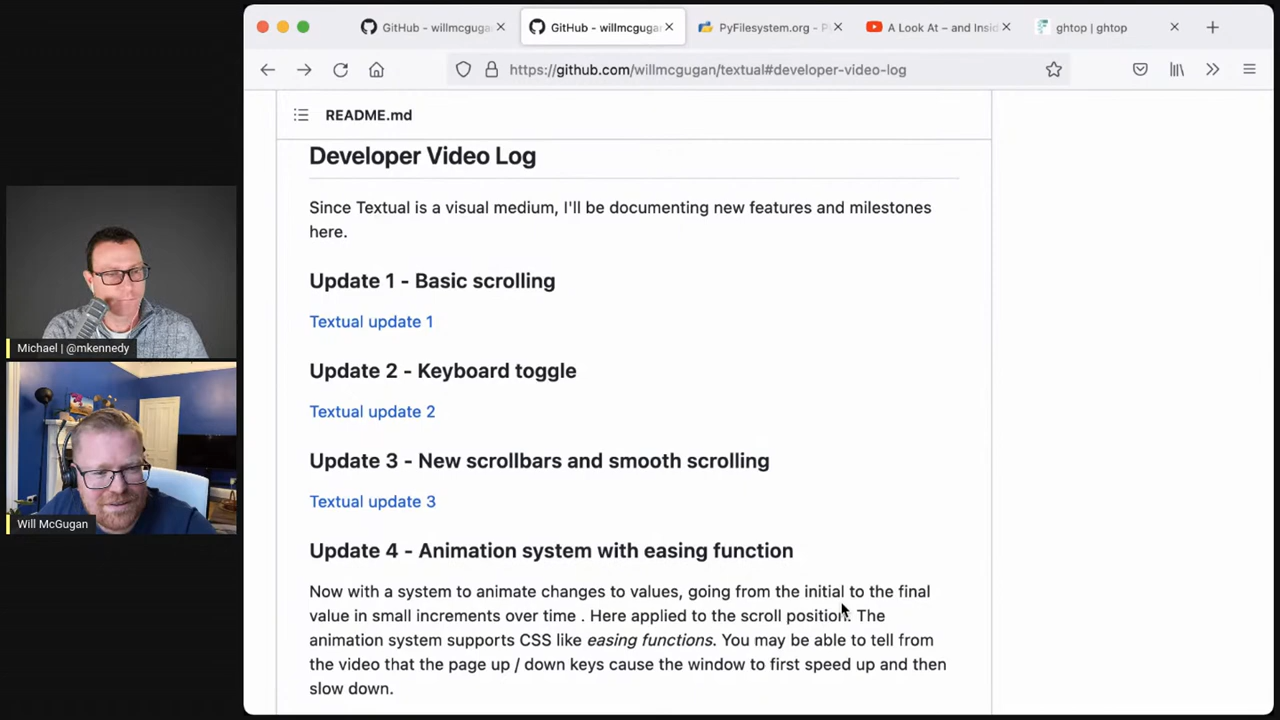 GitHub - willmcguga
GitHub - willmcgugan
PyFilesystem.org - P
A Look At – and Insid
ghtop | ghtop
https://github.com/willmcgugan/textual#developer-video-log
README.md
Developer Video Log
Since Textual is a visual medium, I'll be documenting new features and milestones
here.
Update 1 - Basic scrolling
Textual update 1
Update 2 - Keyboard toggle
Textual update 2
Update 3 - New scrollbars and smooth scrolling
Textual update 3
Update 4 - Animation system with easing function
Now with a system to animate changes to values, going from the initial to the final
value in small increments over time . Here applied to the scroll position. The
animation system supports CSS like easing functions. You may be able to tell from
the video that the page up / down keys cause the window to first speed up and then
slow down.
Michael | @mkennedy
Will McGugan